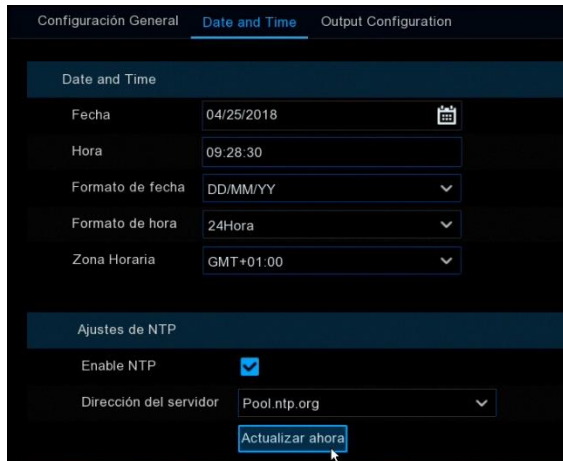 Configuración General Date and Time Output Configuration
Date and Time
Fecha 04/25/2018
Hora 09:28:30
Formato de fecha DD/MM/YY
Formato de hora 24Hora
Zona Horaria GMT+01:00
Ajustes de NTP
Enable NTP
Dirección del servidor Pool.ntp.org
Actualizar ahora